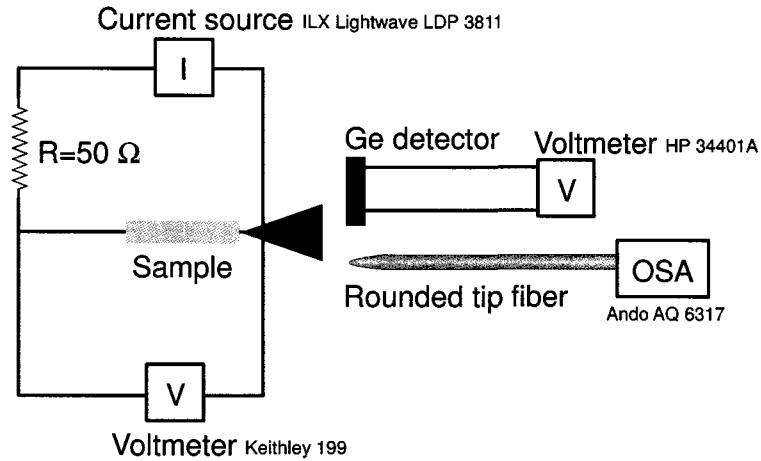 Current source ILX Lightwave LDP 3811
I
R=50 Ω
Ge detector
Voltmeter HP 34401A
V
Sample
Rounded tip fiber
OSA
Ando AQ 6317
V
Voltmeter Keithley 199